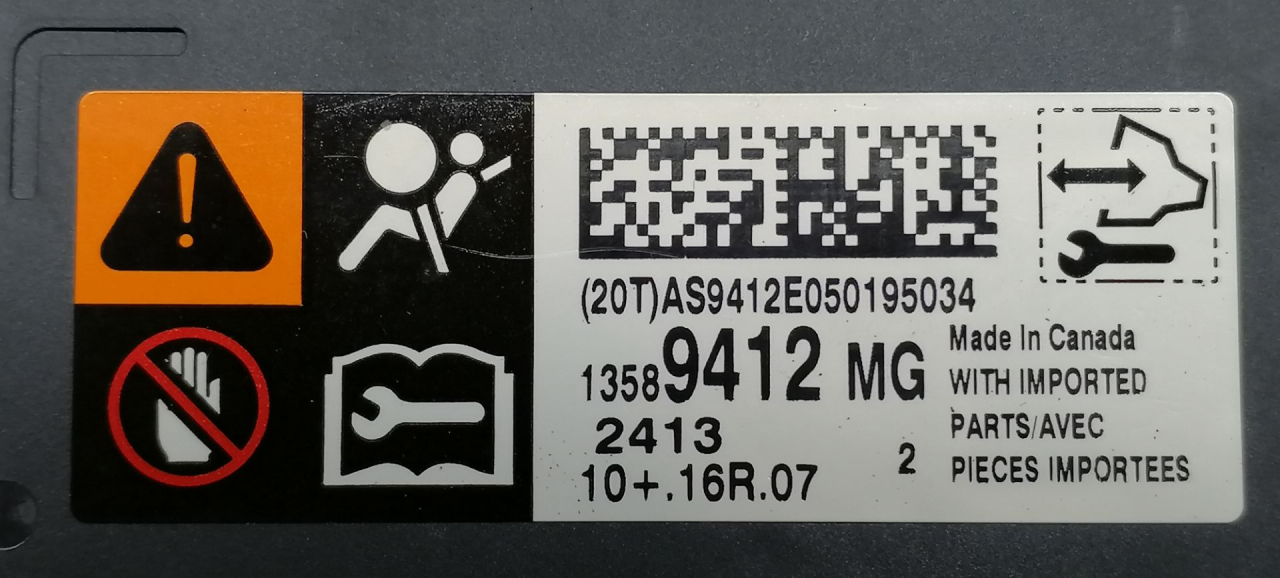 (20T)AS9412E050195034
13589412 MG
2413
10+.16R.07
2
Made In Canada
WITH IMPORTED
PARTS/AVEC
PIECES IMPORTEES